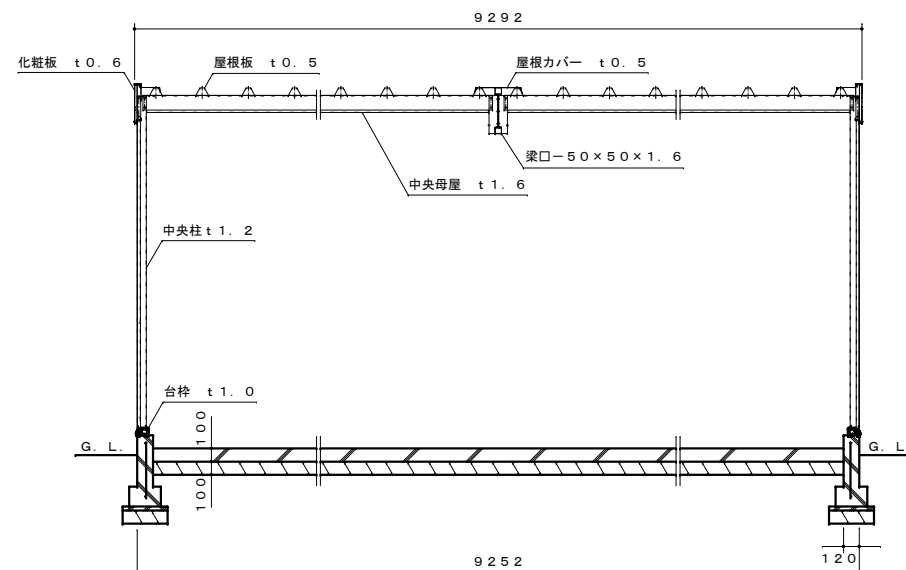 ９２９２
化粧板　ｔ０．６
屋根板　ｔ０．５
屋根カバー　ｔ０．５
梁口－５０×５０×１．６
中央母屋　ｔ１．６
中央柱ｔ１．２
台枠　ｔ１．０
１００
Ｇ．Ｌ．
Ｇ．Ｌ
１００
９２５２
１２０